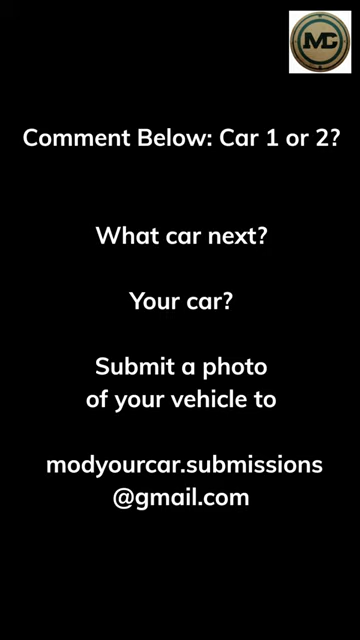 MC
Comment Below: Car 1 or 2?
What car next?
Your car?
Submit a photo
of your vehicle to
modyourcar.submissions
@gmail.com